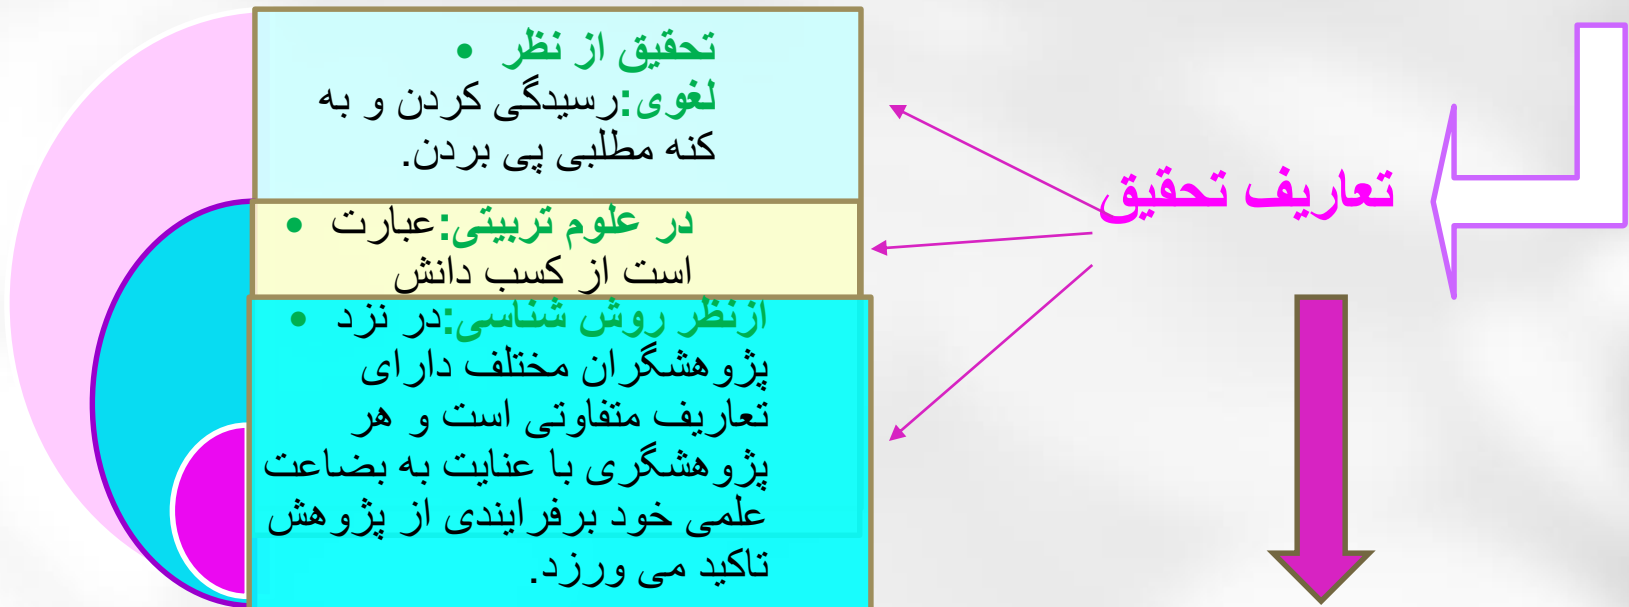 تعاریف تحقیق
• تحقیق از نظر
لغوی:رسیدگی کردن و به
کنه مطلبی پی بردن.
• در علوم تربیتی:عبارت
است از کسب دانش
• ازنظر روش شناسی:در نزد
پژوهشگران مختلف دارای
تعاریف متفاوتی است و هر
پژوهشگری با عنایت به بضاعت
علمی خود برفرایندی از پژوهش
تاکید می ورزد.